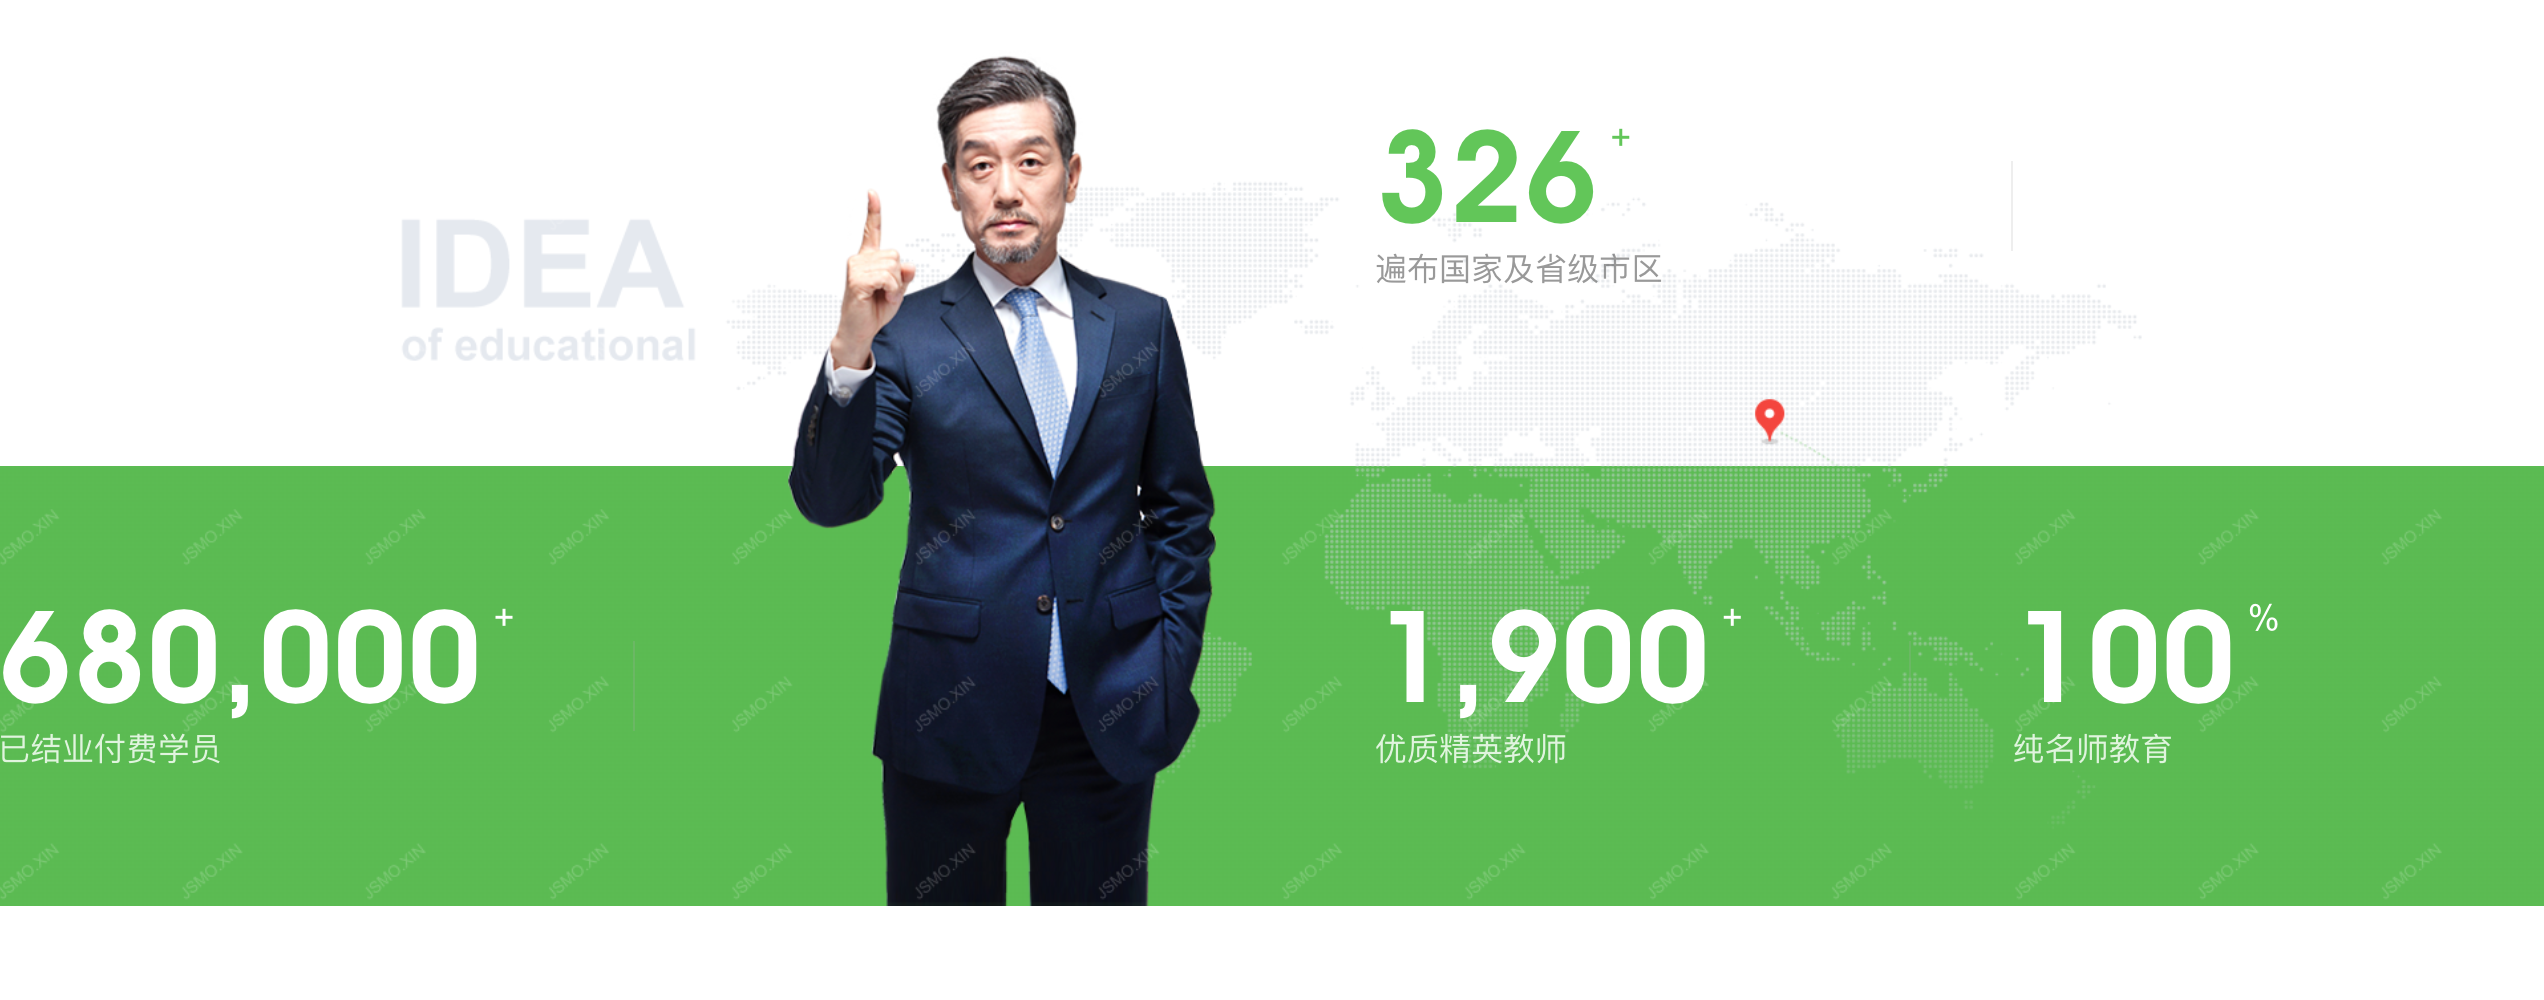 326+
遍布国家及省级市区
IDEA
of educational
680,000+
已结业付费学员
1,900+
优质精英教师
100%
纯名师教育
JSMO.XIN